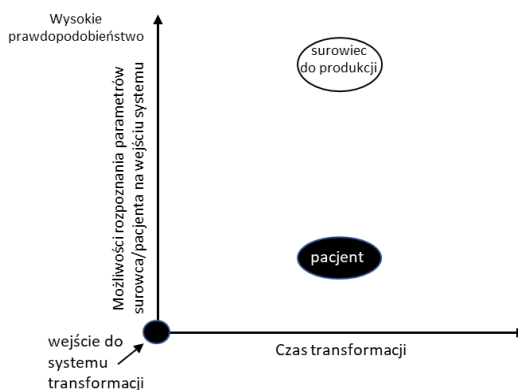 Wysokie
prawdopodobieństwo
Możliwości rozpoznania parametrów
surowca/pacjenta na wejściu systemu
surowiec
do produkcji
pacjent
wejście do
systemu
transformacji
Czas transformacji